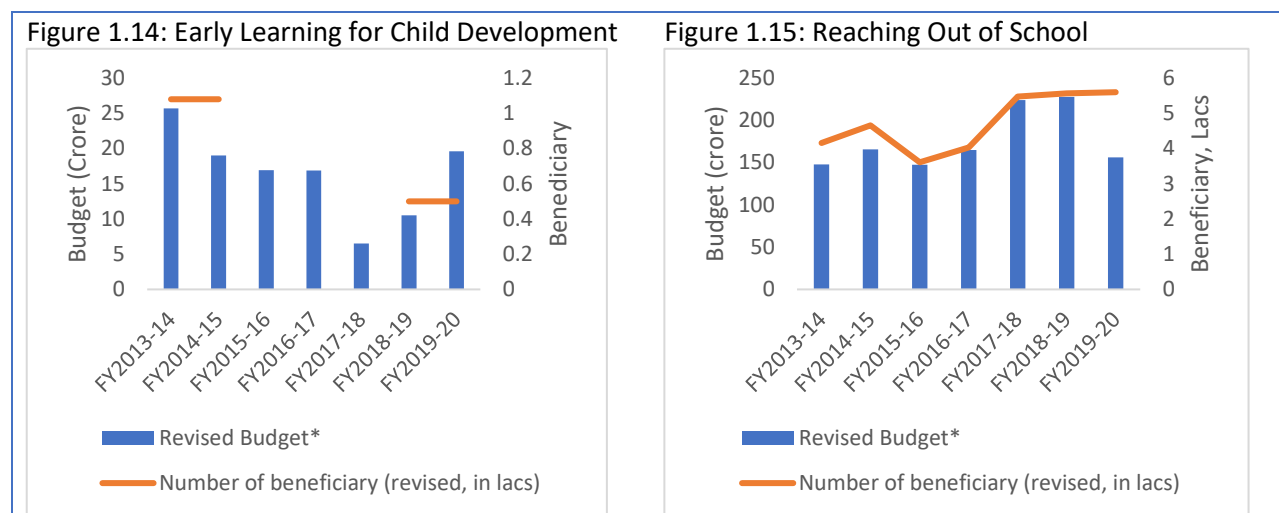 Figure 1.14: Early Learning for Child Development
30
25
20
15
10
5
0
Budget (Crore)
1.2
1
0.8
0.6
0.4
0.2
0
Benediciary
FY2013-14
FY2014-15
FY2015-16
FY2016-17
FY2017-18
FY2018-19
FY2019-20
Revised Budget*
Number of beneficiary (revised, in lacs)
Figure 1.15: Reaching Out of School
250
200
150
100
50
0
Budget (crore)
6
5
4
3
2
1
0
Beneficiary, Lacs
FY2013-14
FY2014-15
FY2015-16
FY2016-17
FY2017-18
FY2018-19
FY2019-20
Revised Budget*
Number of beneficiary (revised, in lacs)